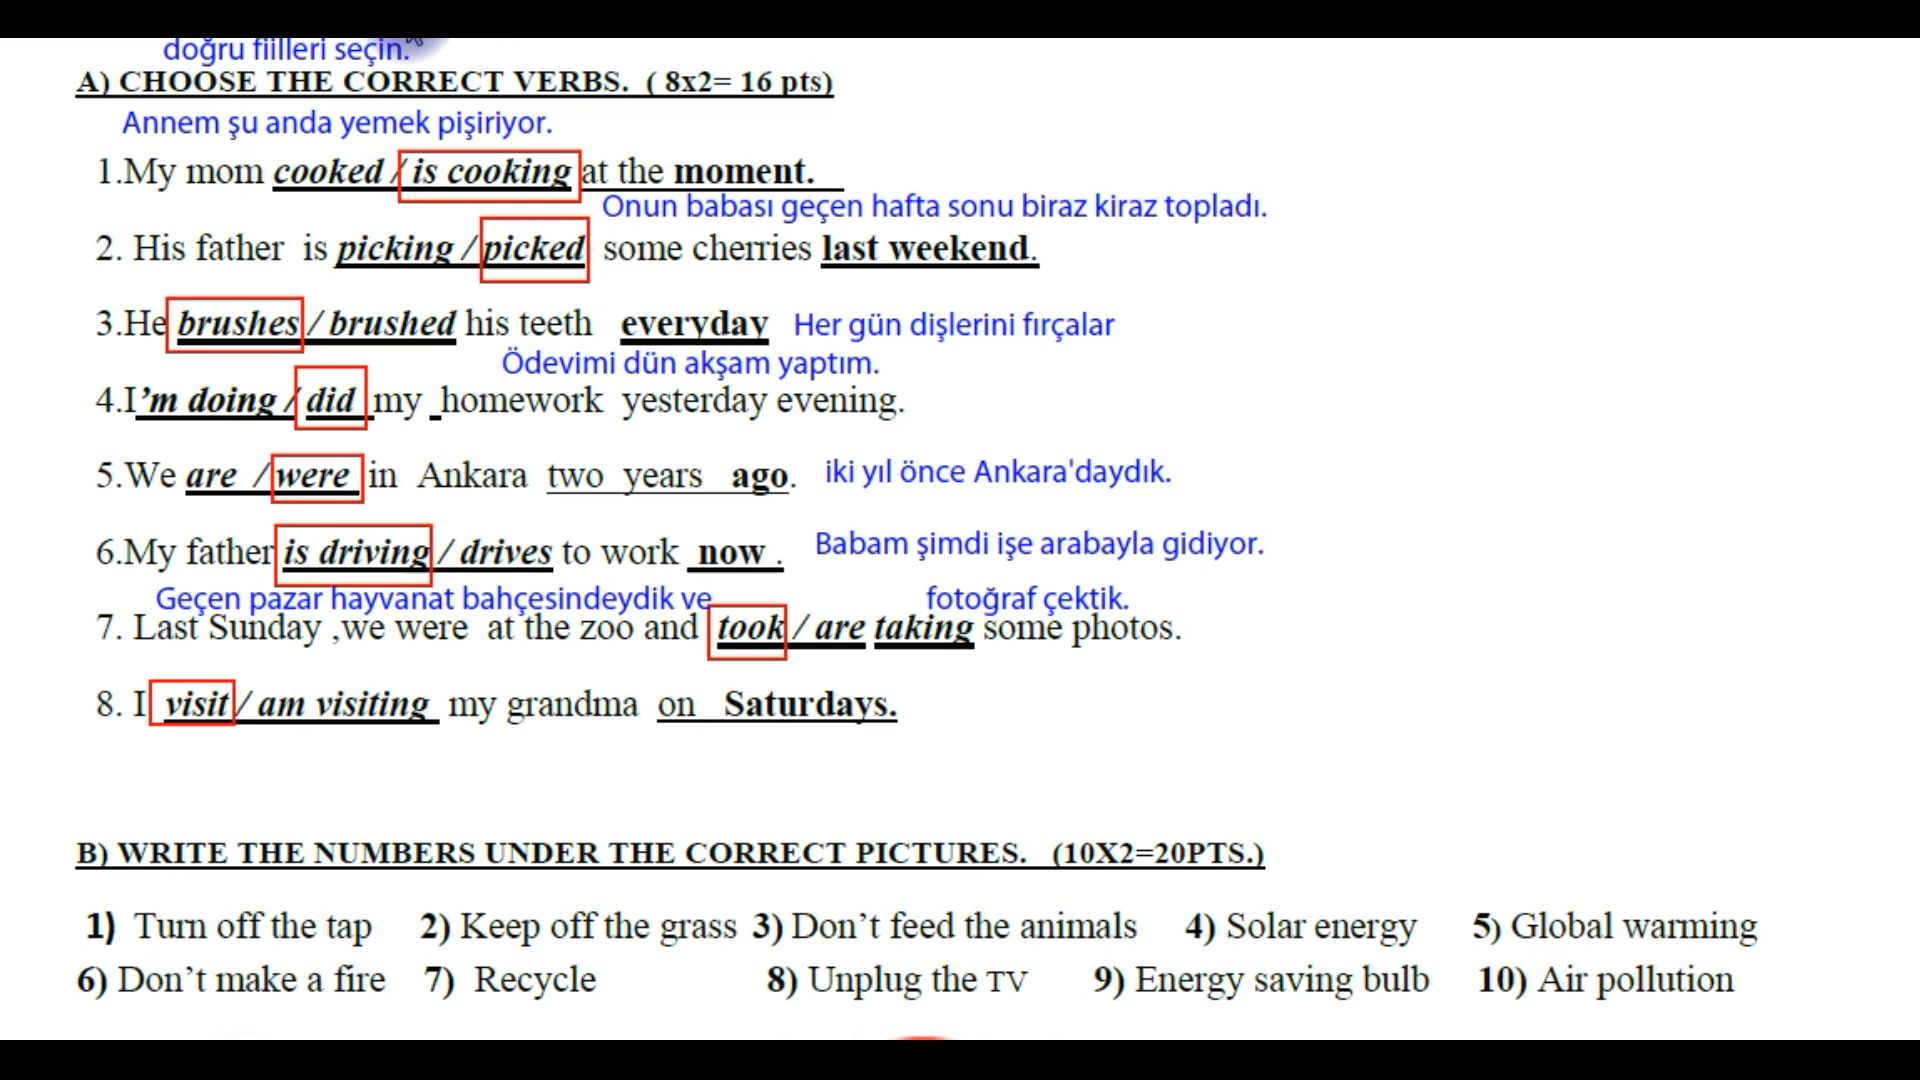 doğru fiilleri seçin.
A) CHOOSE THE CORRECT VERBS. ( 8x2= 16 pts)
Annem şu anda yemek pişiriyor.
1.My mom cooked / is cooking at the moment.
Onun babası geçen hafta sonu biraz kiraz topladı.
2. His father is picking / picked some cherries last weekend.
3.He brushes / brushed his teeth everyday Her gün dişlerini fırçalar
Ödevimi dün akşam yaptım.
4.I'm doing / did my _homework yesterday evening.
5.We are / were in Ankara two years ago. iki yıl önce Ankara'daydık.
6.My father is driving / drives to work now . Babam şimdi işe arabayla gidiyor.
Geçen pazar hayvanat bahçesindeydik ve fotoğraf çektik.
7. Last Sunday ,we were at the zoo and took / are taking some photos.
8. I visit / am visiting my grandma on Saturdays.
B) WRITE THE NUMBERS UNDER THE CORRECT PICTURES. (10X2=20PTS.)
1) Turn off the tap 2) Keep off the grass 3) Don't feed the animals 4) Solar energy 5) Global warming
6) Don't make a fire 7) Recycle 8) Unplug the TV 9) Energy saving bulb 10) Air pollution